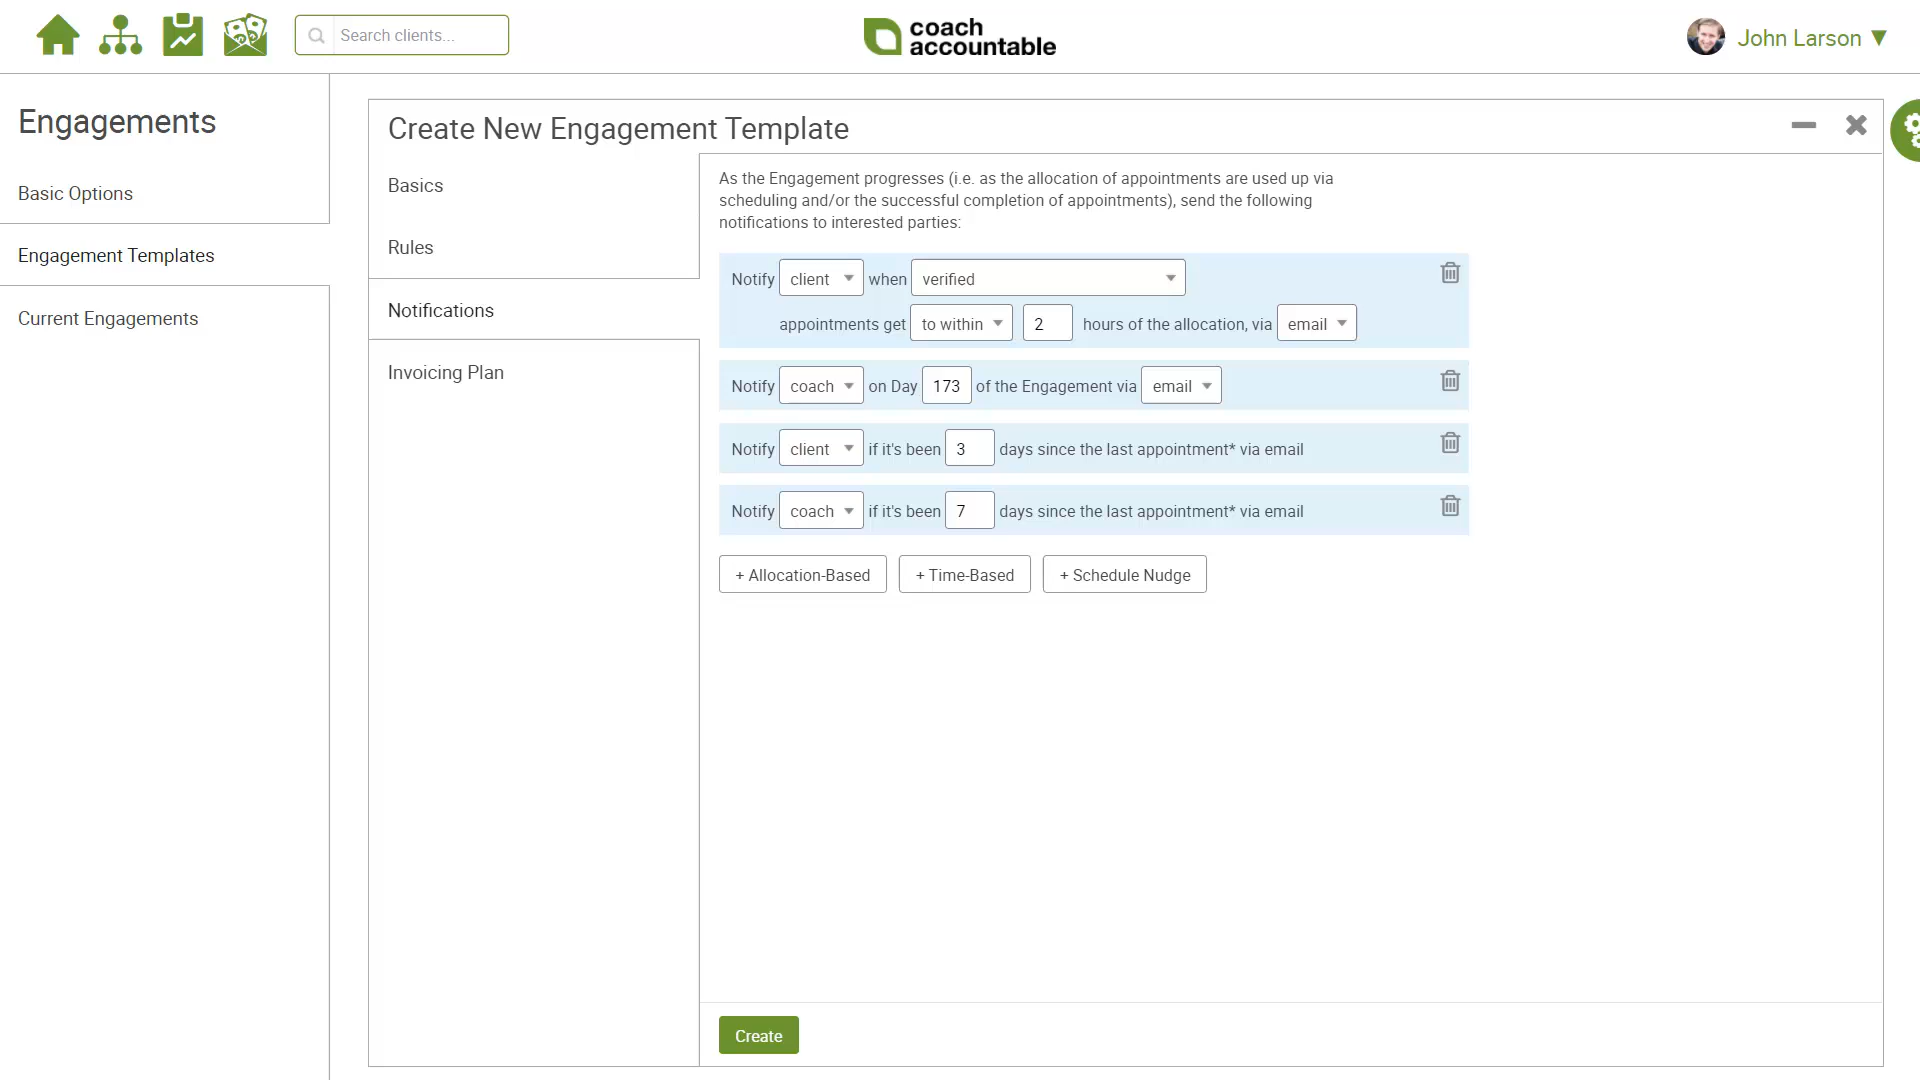 Search clients...
coach
accountable
John Larson ▼
Engagements
Basic Options
Engagement Templates
Current Engagements
Create New Engagement Template
Basics
Rules
Notifications
Invoicing Plan
As the Engagement progresses (i.e. as the allocation of appointments are used up via
scheduling and/or the successful completion of appointments), send the following
notifications to interested parties:
Notify client when verified
appointments get to within 2 hours of the allocation, via email
Notify coach on Day 173 of the Engagement via email
Notify client if it's been 3 days since the last appointment* via email
Notify coach if it's been 7 days since the last appointment* via email
+ Allocation-Based + Time-Based + Schedule Nudge
Create